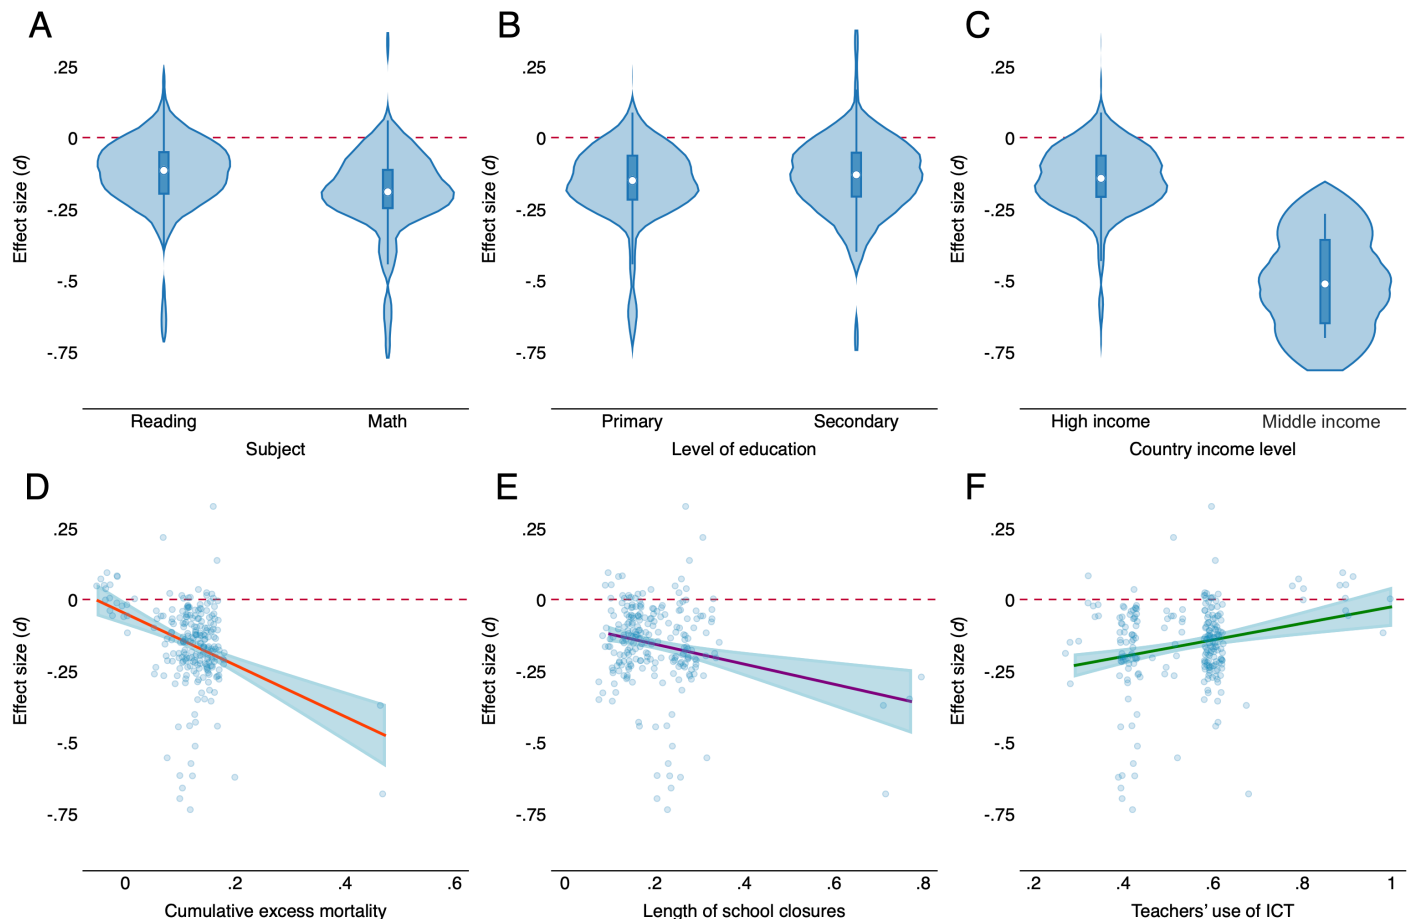 A
B
C
.25
0
-.25
-.5
-.75
Effect size (d)
Reading
Math
Subject
.25
0
-.25
-.5
-.75
Effect size (d)
Primary
Secondary
Level of education
.25
0
-.25
-.5
-.75
Effect size (d)
High income
Middle income
Country income level
D
E
F
.25
0
-.25
-.5
-.75
Effect size (d)
0
.2
.4
.6
Cumulative excess mortality
.25
0
-.25
-.5
-.75
Effect size (d)
0
.2
.4
.6
.8
Length of school closures
.25
0
-.25
-.5
-.75
Effect size (d)
.2
.4
.6
.8
1
Teachers’ use of ICT